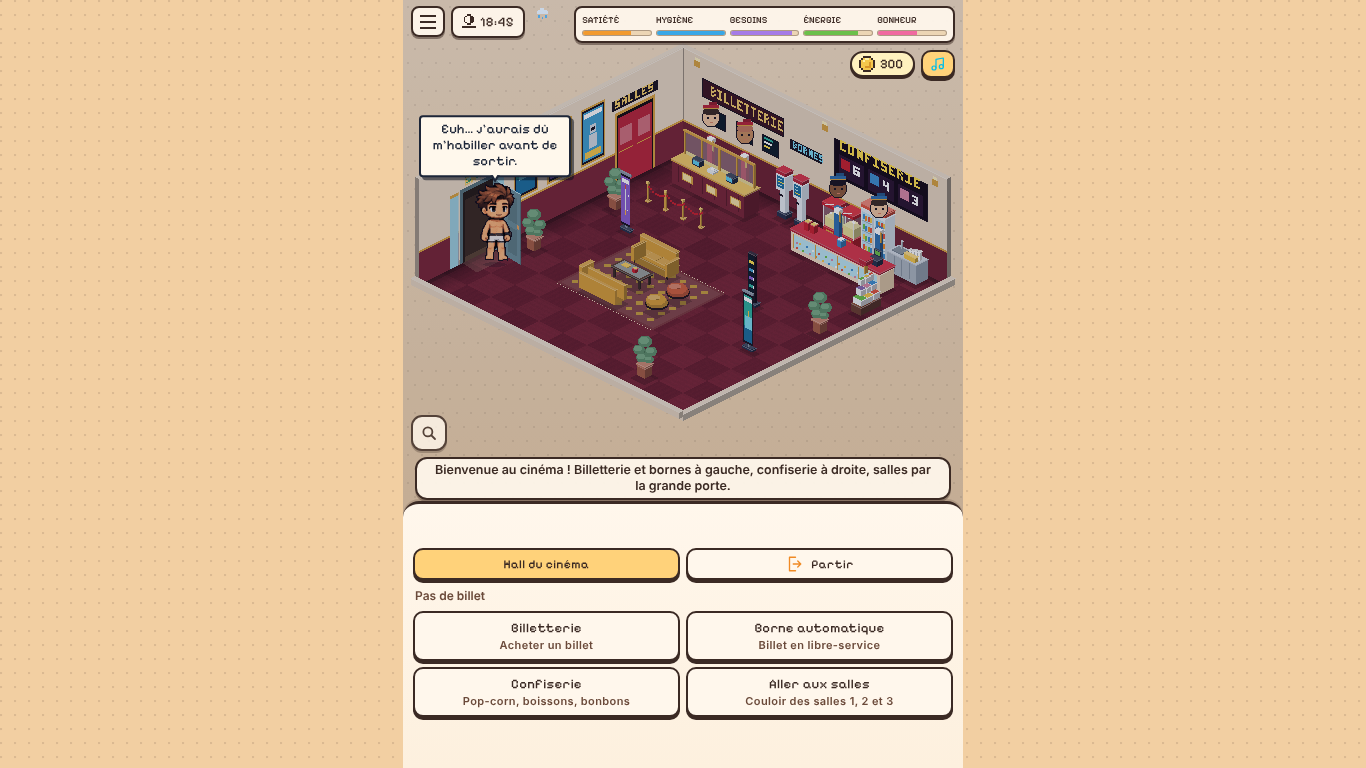 18:48
SATIÉTÉ
HYGIÈNE
BESOINS
ÉNERGIE
BONHEUR
300
SALLES
BILLETTERIE
BORNES
CONFISERIE
6
4
3
Euh... j'aurais dû
m'habiller avant de
sortir.
Bienvenue au cinéma ! Billetterie et bornes à gauche, confiserie à droite, salles par
la grande porte.
Hall du cinéma
Partir
Pas de billet
Billetterie
Acheter un billet
Borne automatique
Billet en libre-service
Confiserie
Pop-corn, boissons, bonbons
Aller aux salles
Couloir des salles 1, 2 et 3